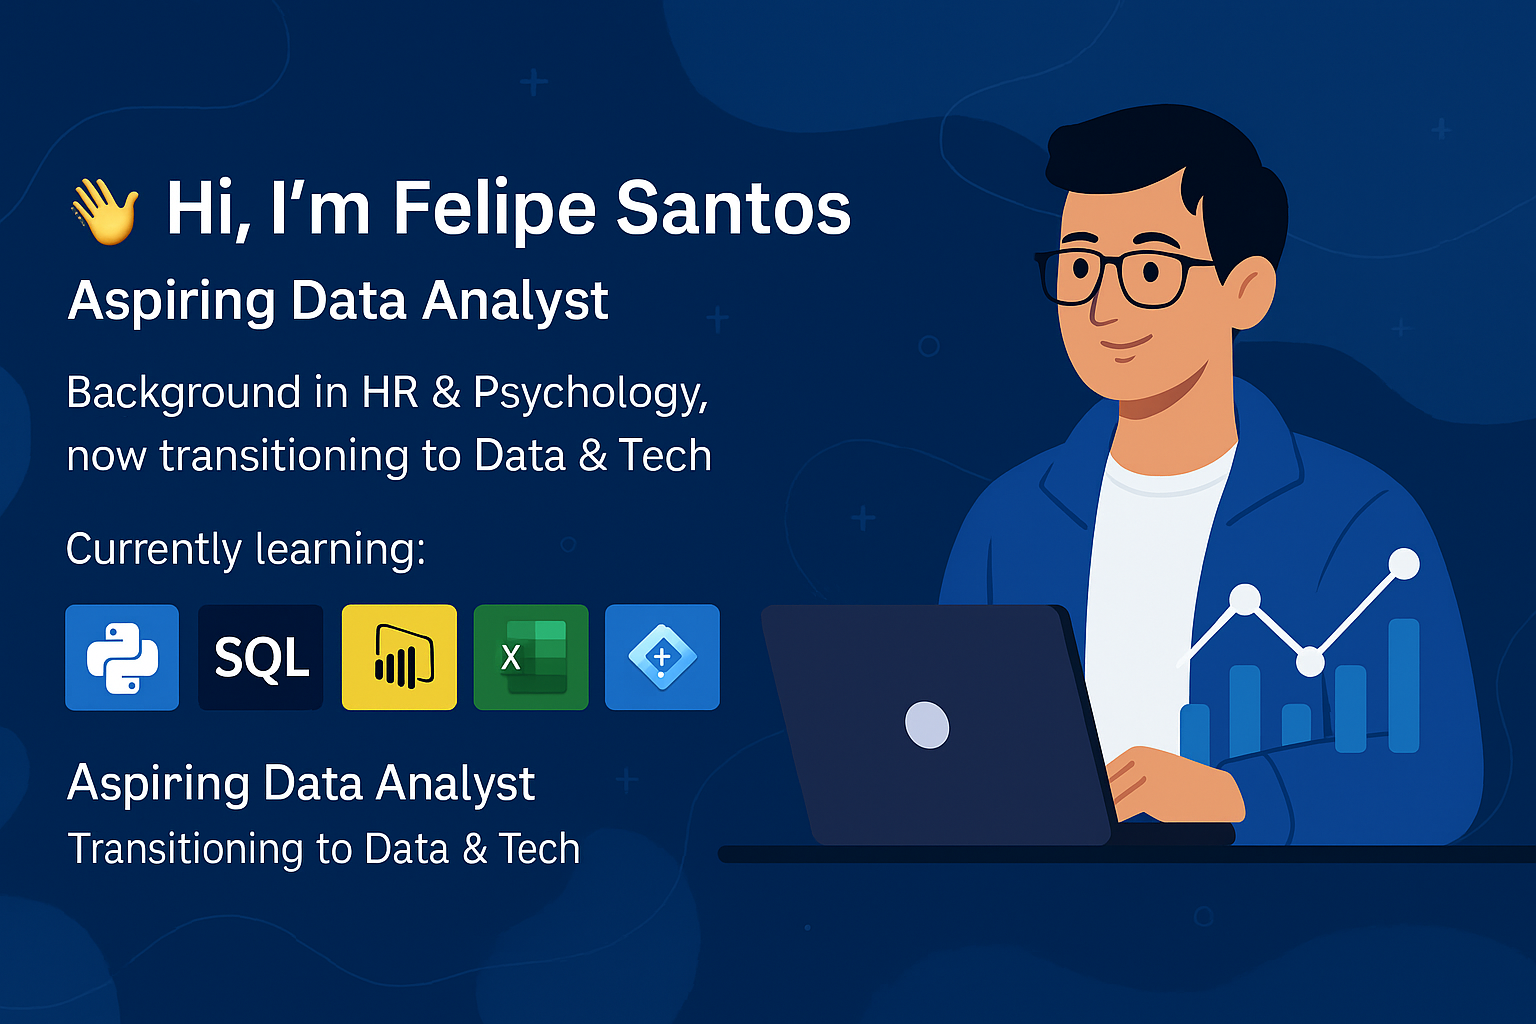 👋 Hi, I’m Felipe Santos
Aspiring Data Analyst
Background in HR & Psychology,
now transitioning to Data & Tech
Currently learning:
SQL
X
Aspiring Data Analyst
Transitioning to Data & Tech